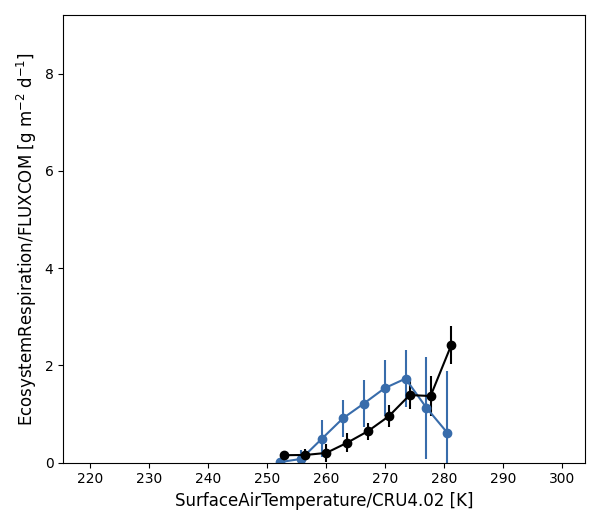 EcosystemRespiration/FLUXCOM [g m⁻² d⁻¹]
8
6
4
2
0
220 230 240 250 260 270 280 290 300
SurfaceAirTemperature/CRU4.02 [K]